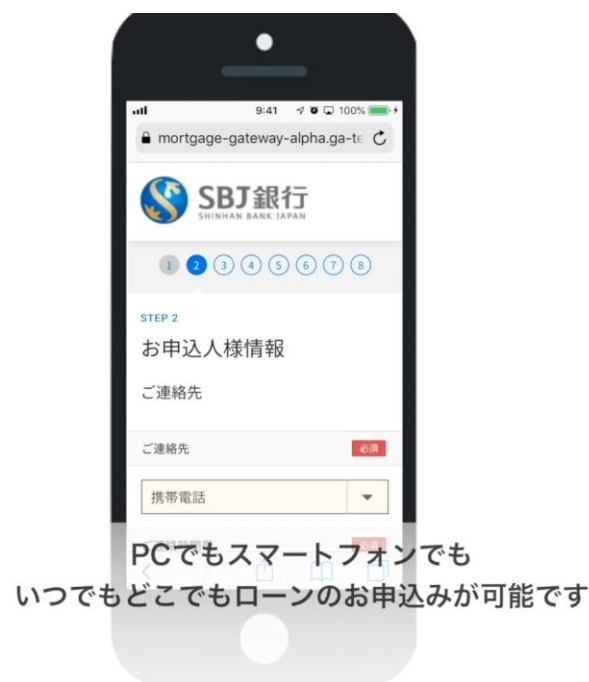 9:41
100%
mortgage-gateway-alpha.ga-te
SBJ銀行
SHINHAN BANK JAPAN
1 2 3 4 5 6 7 8
STEP 2
お申込人様情報
ご連絡先
ご連絡先 必須
携帯電話
PCでもスマートフォンでも
いつでもどこでもローンのお申込みが可能です